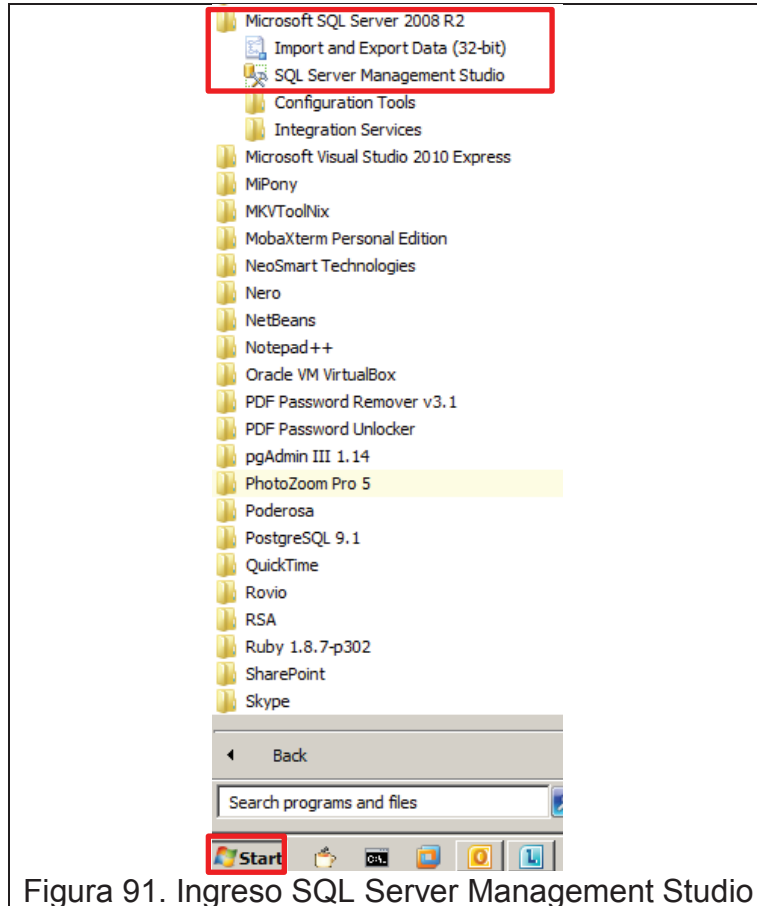 Microsoft SQL Server 2008 R2
Import and Export Data (32-bit)
SQL Server Management Studio
Configuration Tools
Integration Services
Microsoft Visual Studio 2010 Express
MiPony
MKVToolNix
MobaXterm Personal Edition
NeoSmart Technologies
Nero
NetBeans
Notepad++
Oracle VM VirtualBox
PDF Password Remover v3.1
PDF Password Unlocker
pgAdmin III 1.14
PhotoZoom Pro 5
Poderosa
PostgreSQL 9.1
QuickTime
Rovio
RSA
Ruby 1.8.7-p302
SharePoint
Skype
Back
Search programs and files
Start
Figura 91. Ingreso SQL Server Management Studio